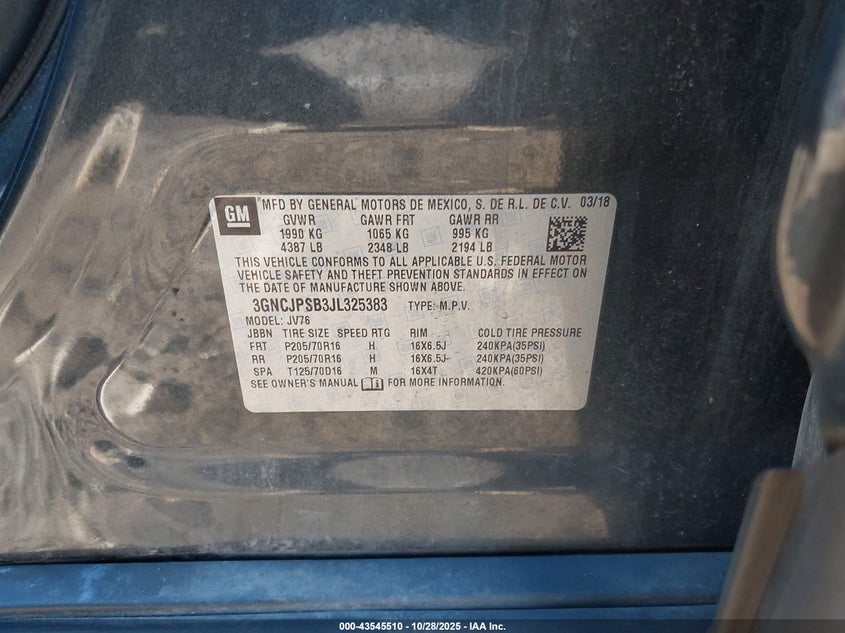 GM
MFD BY GENERAL MOTORS DE MEXICO, S. DE R.L. DE C.V. 03/18
GVWR GAWR FRT GAWR RR
1990 KG 1065 KG 995 KG
4387 LB 2348 LB 2194 LB
THIS VEHICLE CONFORMS TO ALL APPLICABLE U.S. FEDERAL MOTOR
VEHICLE SAFETY AND THEFT PREVENTION STANDARDS IN EFFECT ON
THE DATE OF MANUFACTURE SHOWN ABOVE.
3GNCJPSB3JL325383 TYPE: M.P.V.
MODEL: JV76
JBBN TIRE SIZE SPEED RTG RIM COLD TIRE PRESSURE
FRT P205/70R16 H 16X6.5J 240KPA(35PSI)
RR P205/70R16 H 16X6.5J 240KPA(35PSI)
SPA T125/70D16 M 16X4T 420KPA(60PSI)
SEE OWNER'S MANUAL FOR MORE INFORMATION.
000-43545510 | 10/28/2025 - IAA Inc.